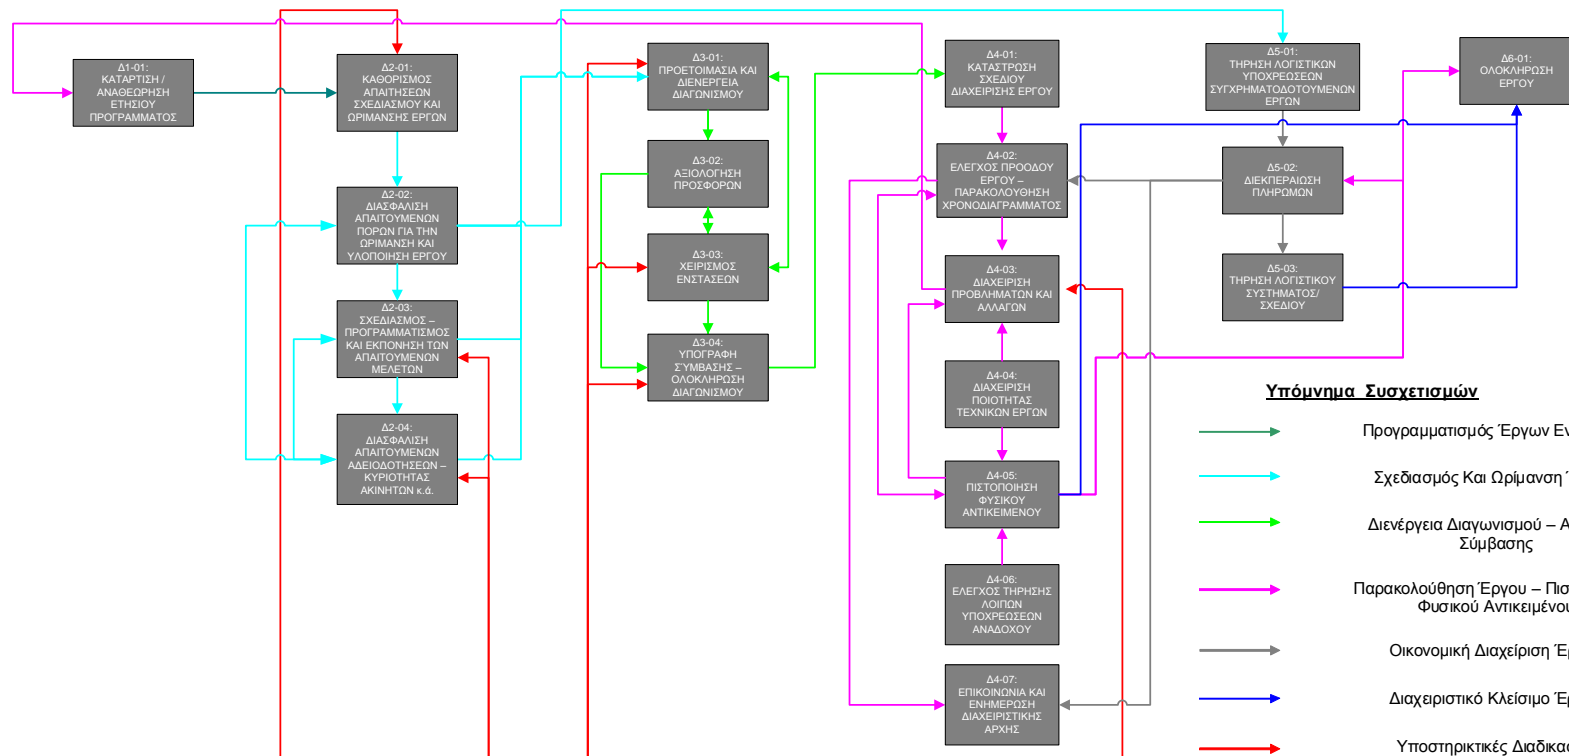 Δ1-01:
ΚΑΤΑΡΤΙΣΗ /
ΑΝΑΘΕΩΡΗΣΗ
ΕΤΗΣΙΟΥ
ΠΡΟΓΡΑΜΜΑΤΟΣ
Δ2-01:
ΚΑΘΟΡΙΣΜΟΣ
ΑΠΑΙΤΗΣΕΩΝ
ΣΧΕΔΙΑΣΜΟΥ ΚΑΙ
ΩΡΙΜΑΝΣΗΣ ΕΡΓΩΝ
Δ2-02:
ΔΙΑΣΦΑΛΙΣΗ
ΑΠΑΙΤΟΥΜΕΝΩΝ
ΠΟΡΩΝ ΓΙΑ ΤΗΝ
ΩΡΙΜΑΝΣΗ ΚΑΙ
ΥΛΟΠΟΙΗΣΗ ΕΡΓΟΥ
Δ2-03:
ΣΧΕΔΙΑΣΜΟΣ –
ΠΡΟΓΡΑΜΜΑΤΙΣΜΟΣ
ΚΑΙ ΕΚΠΟΝΗΣΗ ΤΩΝ
ΑΠΑΙΤΟΥΜΕΝΩΝ
ΜΕΛΕΤΩΝ
Δ2-04:
ΔΙΑΣΦΑΛΙΣΗ
ΑΠΑΙΤΟΥΜΕΝΩΝ
ΑΔΕΙΟΔΟΤΗΣΕΩΝ –
ΚΥΡΙΟΤΗΤΑΣ
ΑΚΙΝΗΤΩΝ κ.ά.
Δ3-01:
ΠΡΟΕΤΟΙΜΑΣΙΑ ΚΑΙ
ΔΙΕΝΕΡΓΕΙΑ
ΔΙΑΓΩΝΙΣΜΟΥ
Δ3-02:
ΑΞΙΟΛΟΓΗΣΗ
ΠΡΟΣΦΟΡΩΝ
Δ3-03:
ΧΕΙΡΙΣΜΟΣ
ΕΝΣΤΑΣΕΩΝ
Δ3-04:
ΥΠΟΓΡΑΦΗ
ΣΎΜΒΑΣΗΣ –
ΟΛΟΚΛΗΡΩΣΗ
ΔΙΑΓΩΝΙΣΜΟΥ
Δ4-01:
ΚΑΤΑΣΤΡΩΣΗ
ΣΧΕΔΙΟΥ
ΔΙΑΧΕΙΡΙΣΗΣ ΕΡΓΟΥ
Δ4-02:
ΕΛΕΓΧΟΣ ΠΡΟΟΔΟΥ
ΕΡΓΟΥ –
ΠΑΡΑΚΟΛΟΥΘΗΣΗ
ΧΡΟΝΟΔΙΑΓΡΑΜΜΑΤΟΣ
Δ4-03:
ΔΙΑΧΕΙΡΙΣΗ
ΠΡΟΒΛΗΜΑΤΩΝ ΚΑΙ
ΑΛΛΑΓΩΝ
Δ4-04:
ΔΙΑΧΕΙΡΙΣΗ
ΠΟΙΟΤΗΤΑΣ
ΤΕΧΝΙΚΩΝ ΕΡΓΩΝ
Δ4-05:
ΠΙΣΤΟΠΟΙΗΣΗ
ΦΥΣΙΚΟΥ
ΑΝΤΙΚΕΙΜΕΝΟΥ
Δ4-06:
ΕΛΕΓΧΟΣ ΤΗΡΗΣΗΣ
ΛΟΙΠΩΝ
ΥΠΟΧΡΕΩΣΕΩΝ
ΑΝΑΔΟΧΟΥ
Δ4-07:
ΕΠΙΚΟΙΝΩΝΙΑ ΚΑΙ
ΕΝΗΜΕΡΩΣΗ
ΔΙΑΧΕΙΡΙΣΤΙΚΗΣ
ΑΡΧΗΣ
Δ5-01:
ΤΗΡΗΣΗ ΛΟΓΙΣΤΙΚΩΝ
ΥΠΟΧΡΕΩΣΕΩΝ
ΣΥΓΧΡΗΜΑΤΟΔΟΤΟΥΜΕΝΩΝ
ΕΡΓΩΝ
Δ5-02:
ΔΙΕΚΠΕΡΑΙΩΣΗ
ΠΛΗΡΩΜΩΝ
Δ5-03:
ΤΗΡΗΣΗ ΛΟΓΙΣΤΙΚΟΥ
ΣΥΣΤΗΜΑΤΟΣ/
ΣΧΕΔΙΟΥ
Δ6-01:
ΟΛΟΚΛΗΡΩΣΗ
ΕΡΓΟΥ
Υπόμνημα Συσχετισμών
Προγραμματισμός Έργων Εν
Σχεδιασμός Και Ωρίμανση
Διενέργεια Διαγωνισμού – Α
Σύμβασης
Παρακολούθηση Έργου – Πισ
Φυσικού Αντικειμένου
Οικονομική Διαχείριση Έρ
Διαχειριστικό Κλείσιμο Έρ
Υποστηρικτικές Διαδικασ